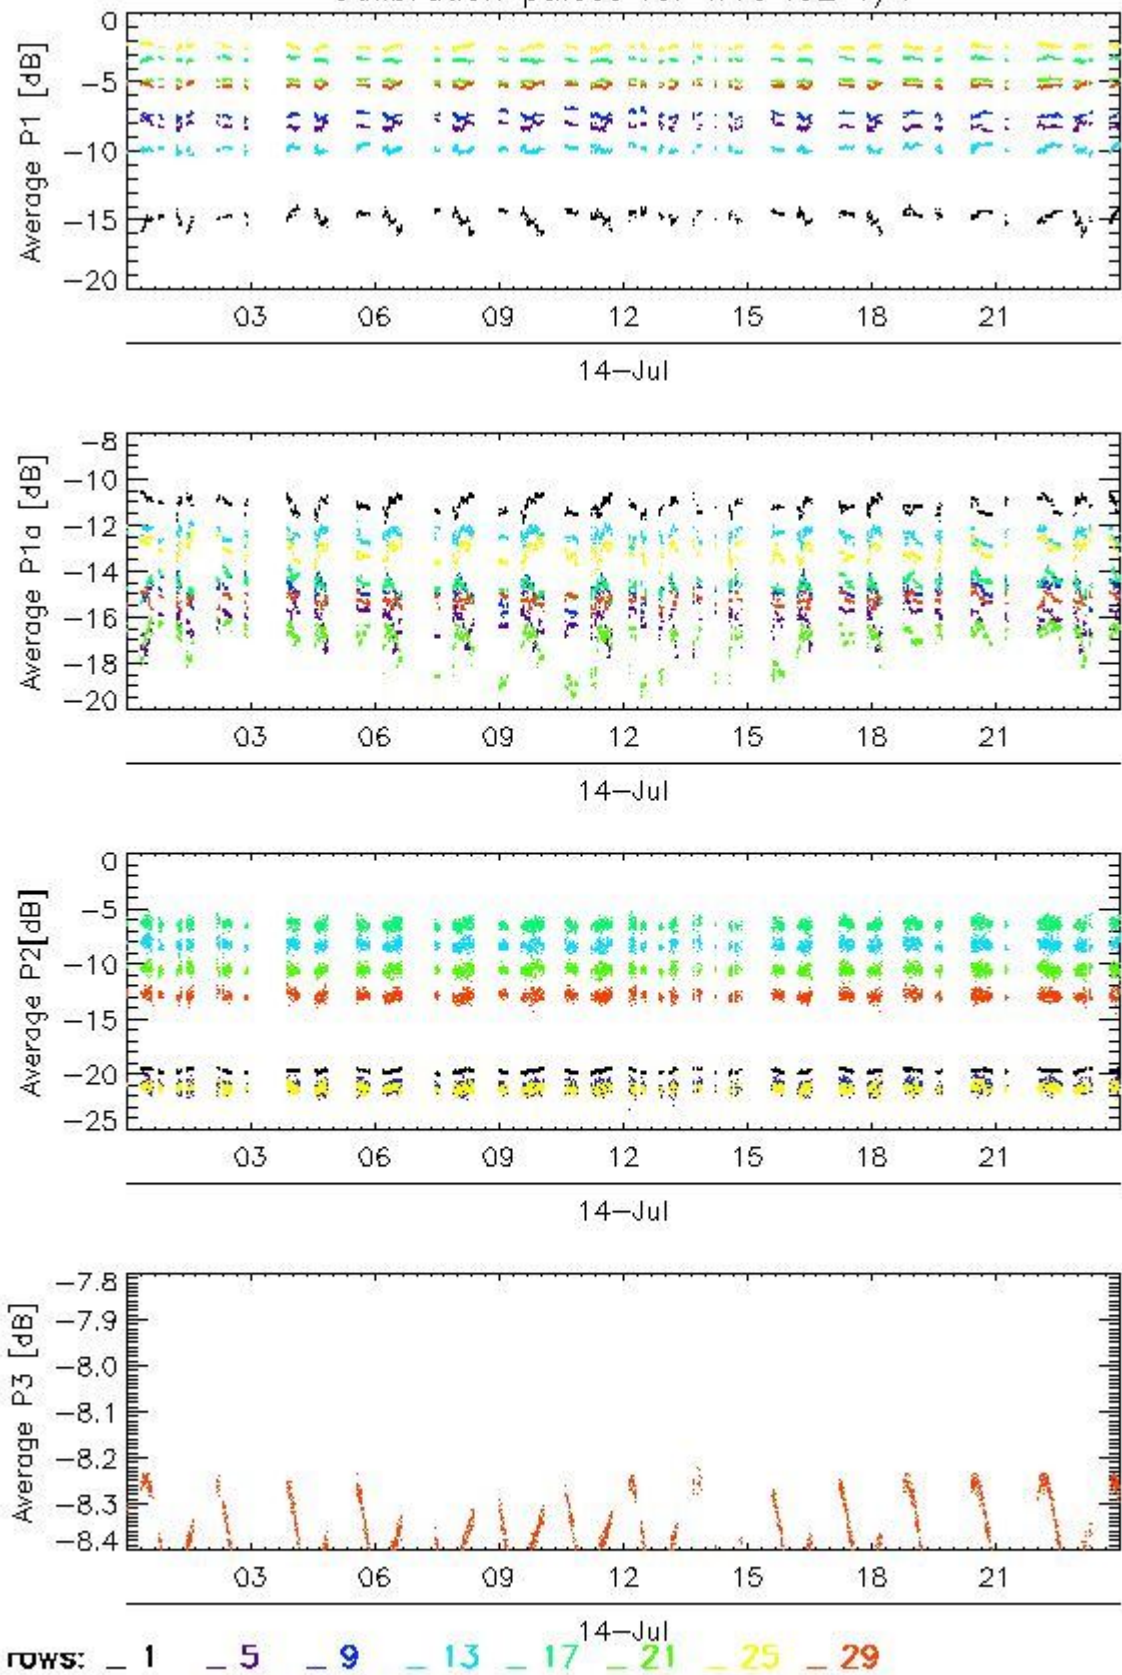 0
Average P1 [dB]
-5
-10
-15
-20
03 06 09 12 15 18 21
14-Jul
-8
Average P1a [dB]
-10
-12
-14
-16
-18
-20
03 06 09 12 15 18 21
14-Jul
0
Average P2[dB]
-5
-10
-15
-20
-25
03 06 09 12 15 18 21
14-Jul
-7.8
Average P3 [dB]
-7.9
-8.0
-8.1
-8.2
-8.3
-8.4
03 06 09 12 15 18 21
14-Jul
rows: _ 1 _ 5 _ 9 _ 13 _ 17 _ 21 _ 25 _ 29